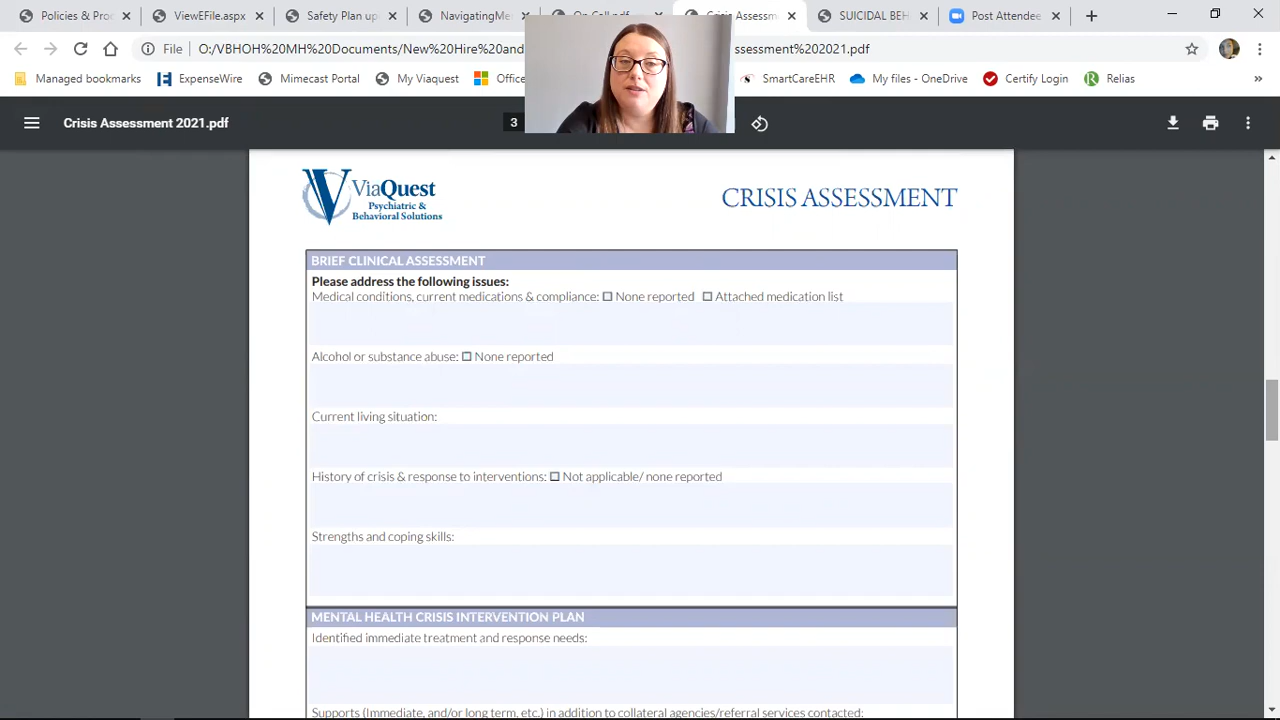 Policies & Proc
ViewEFile.aspx
Safety Plan up
NavigatingMe
On Call.pdf
Crisis Assessm
SUICIDAL BEH
Post Attendee
File
O:/VBHOH%20MH%20Documents/New%20Hire%20and
ssessment%202021.pdf
Managed bookmarks
ExpenseWire
Mimecast Portal
My Viaquest
Offic
SmartCareEHR
My files - OneDrive
Certify Login
Relias
Crisis Assessment 2021.pdf
3
ViaQuest
Psychiatric &
Behavioral Solutions
CRISIS ASSESSMENT
BRIEF CLINICAL ASSESSMENT
Please address the following issues:
Medical conditions, current medications & compliance: None reported Attached medication list
Alcohol or substance abuse: None reported
Current living situation:
History of crisis & response to interventions: Not applicable/ none reported
Strengths and coping skills:
MENTAL HEALTH CRISIS INTERVENTION PLAN
Identified immediate treatment and response needs:
Supports (Immediate, and/or long term, etc.) in addition to collateral agencies/referral services contacted: